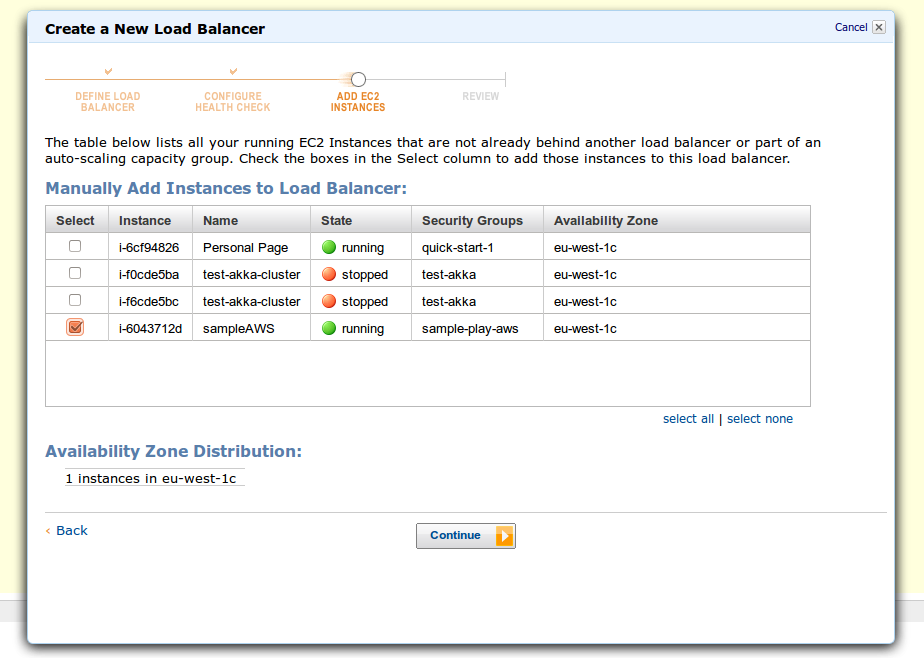 Create a New Load Balancer
Cancel
DEFINE LOAD
BALANCER
CONFIGURE
HEALTH CHECK
ADD EC2
INSTANCES
REVIEW
The table below lists all your running EC2 Instances that are not already behind another load balancer or part of an
auto-scaling capacity group. Check the boxes in the Select column to add those instances to this load balancer.
Manually Add Instances to Load Balancer:
Select Instance Name State Security Groups Availability Zone
i-6cf94826 Personal Page running quick-start-1 eu-west-1c
i-f0cde5ba test-akka-cluster stopped test-akka eu-west-1c
i-f6cde5bc test-akka-cluster stopped test-akka eu-west-1c
i-6043712d sampleAWS running sample-play-aws eu-west-1c
select all | select none
Availability Zone Distribution:
1 instances in eu-west-1c
‹ Back
Continue